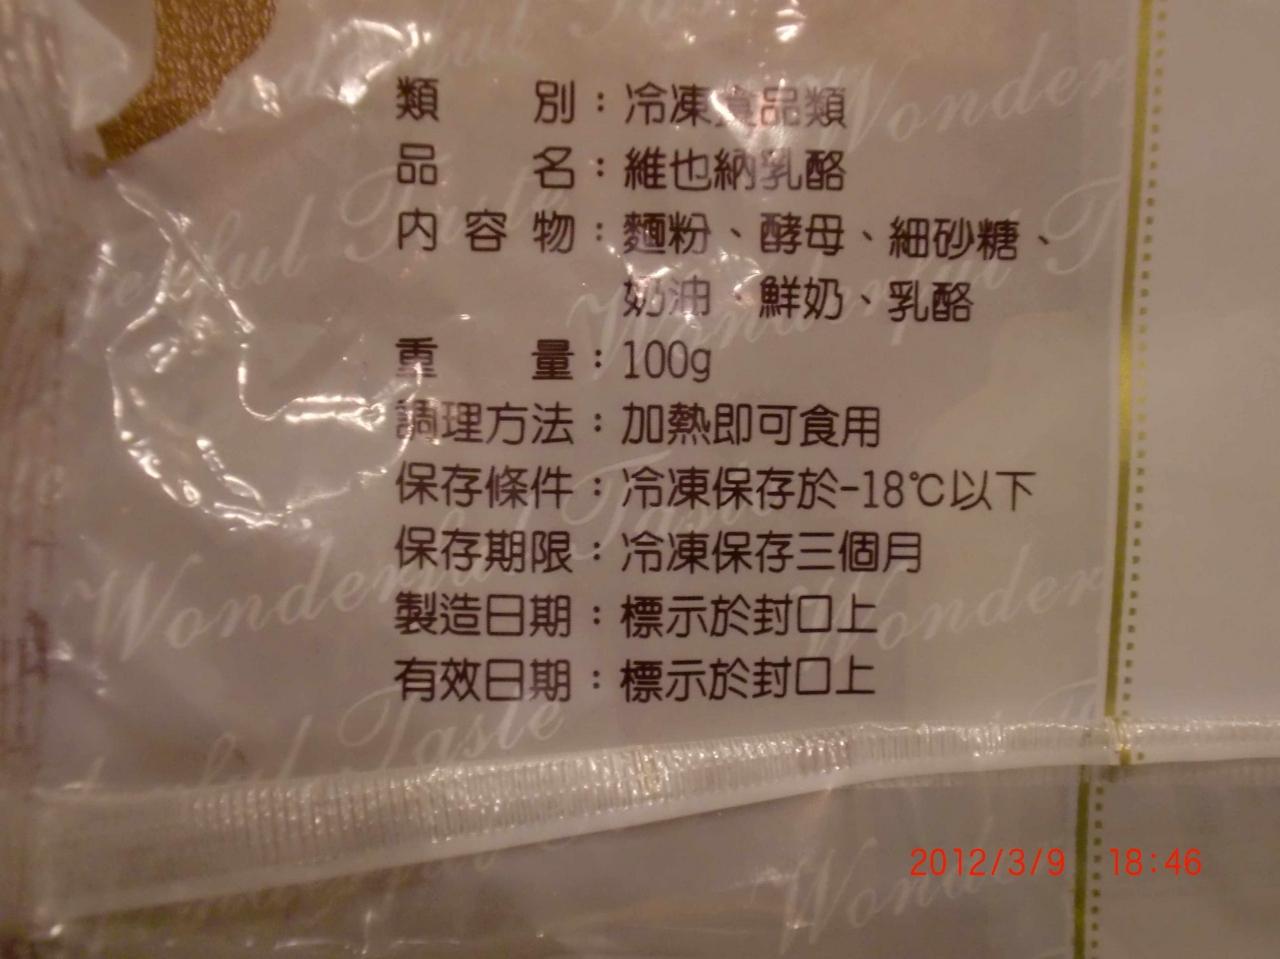 類別：冷凍食品類
品名：維也納乳酪
內容物：麵粉、酵母、細砂糖、
奶油、鮮奶、乳酪
重量：100g
調理方法：加熱即可食用
保存條件：冷凍保存於-18℃以下
保存期限：冷凍保存三個月
製造日期：標示於封口上
有效日期：標示於封口上
Wonderful Taste
2012/3/9 18:46